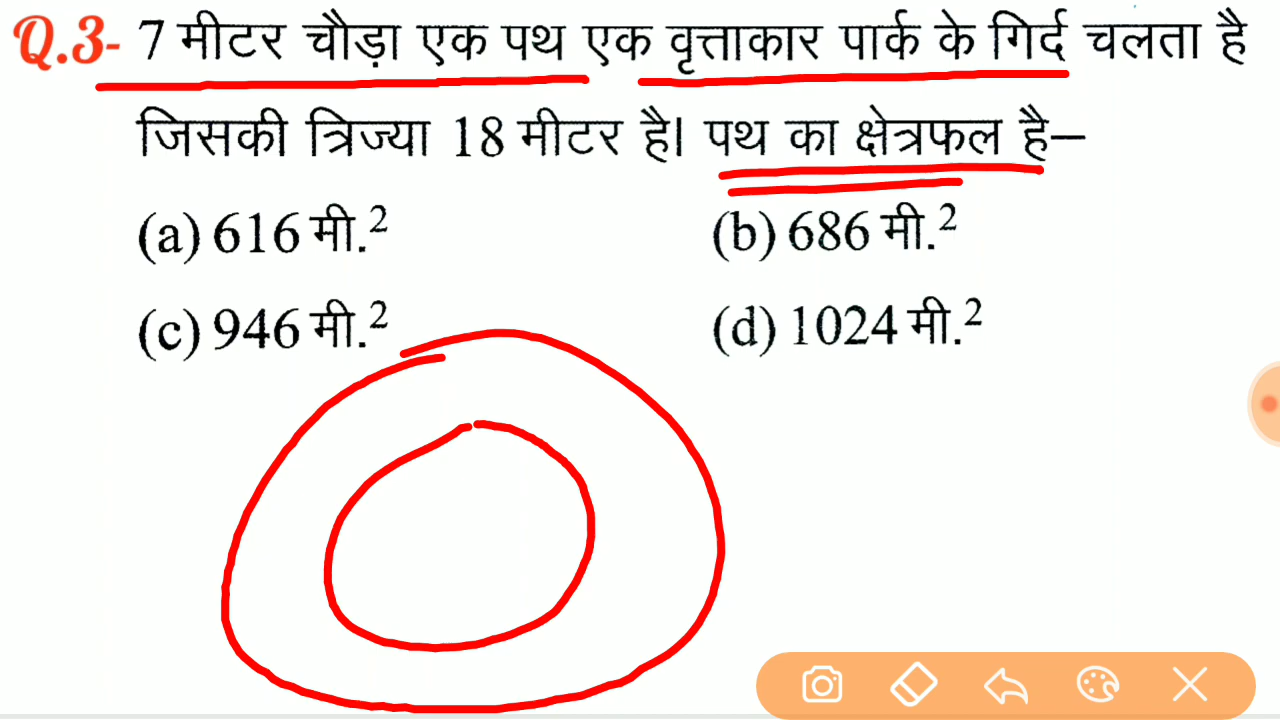 Q.3- 7 मीटर चौड़ा एक पथ एक वृत्ताकार पार्क के गिर्द चलता है
जिसकी त्रिज्या 18 मीटर है। पथ का क्षेत्रफल है–
(a) 616 मी.² (b) 686 मी.²
(c) 946 मी.² (d) 1024 मी.²